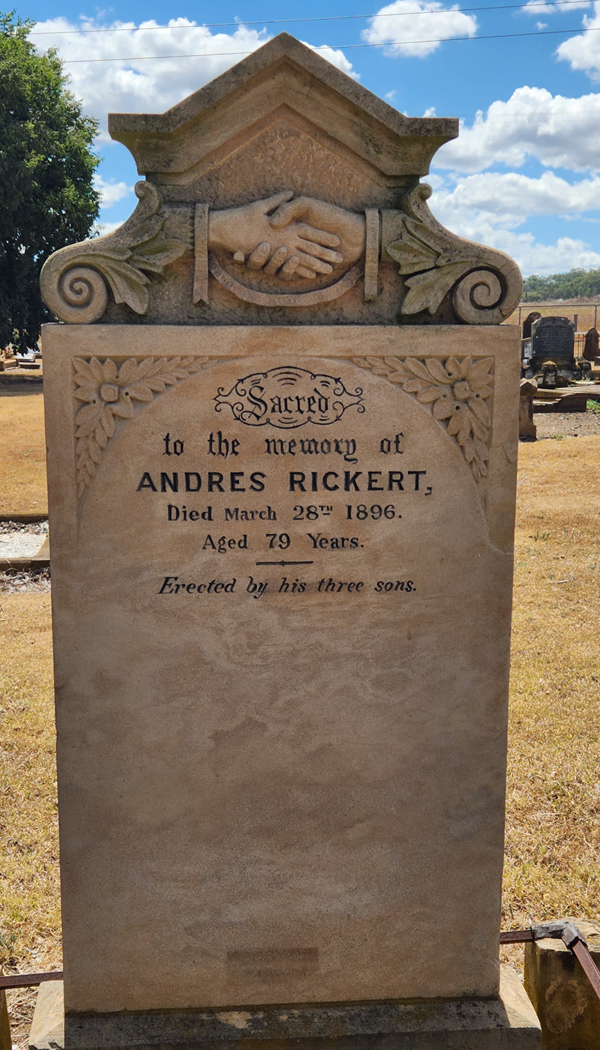 Sacred
to the memory of
ANDRES RICKERT,
Died March 28TH 1896.
Aged 79 Years.
Erected by his three sons.